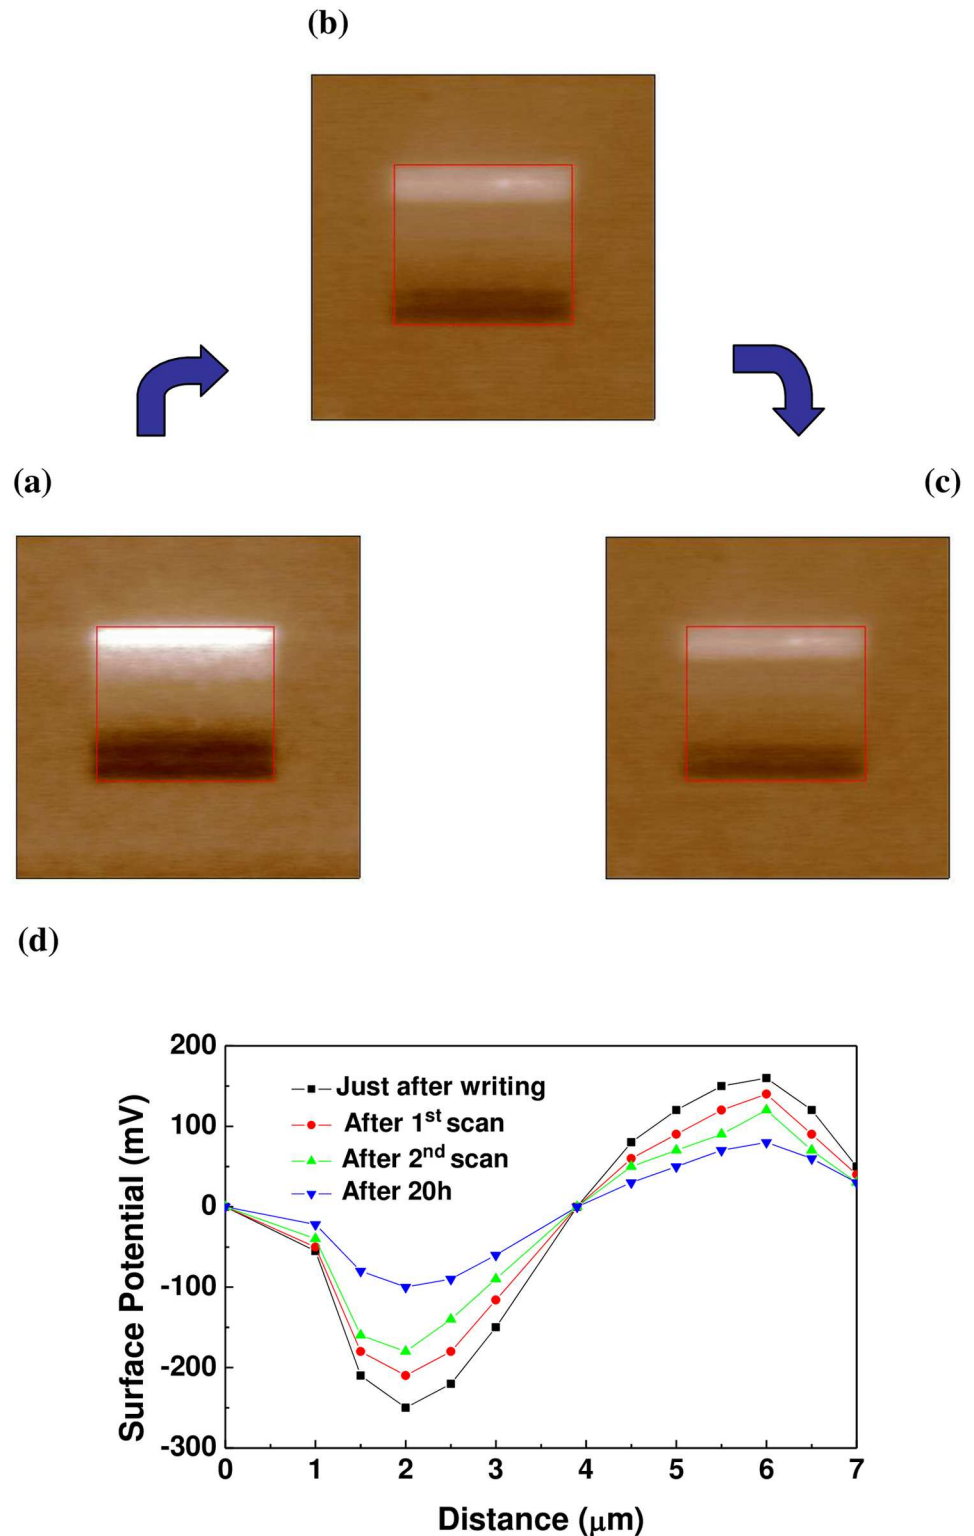 (b)
(a)
(c)
(d)
200
100
0
-100
-200
-300
Surface Potential (mV)
Just after writing
After 1st scan
After 2nd scan
After 20h
0 1 2 3 4 5 6 7
Distance (μm)